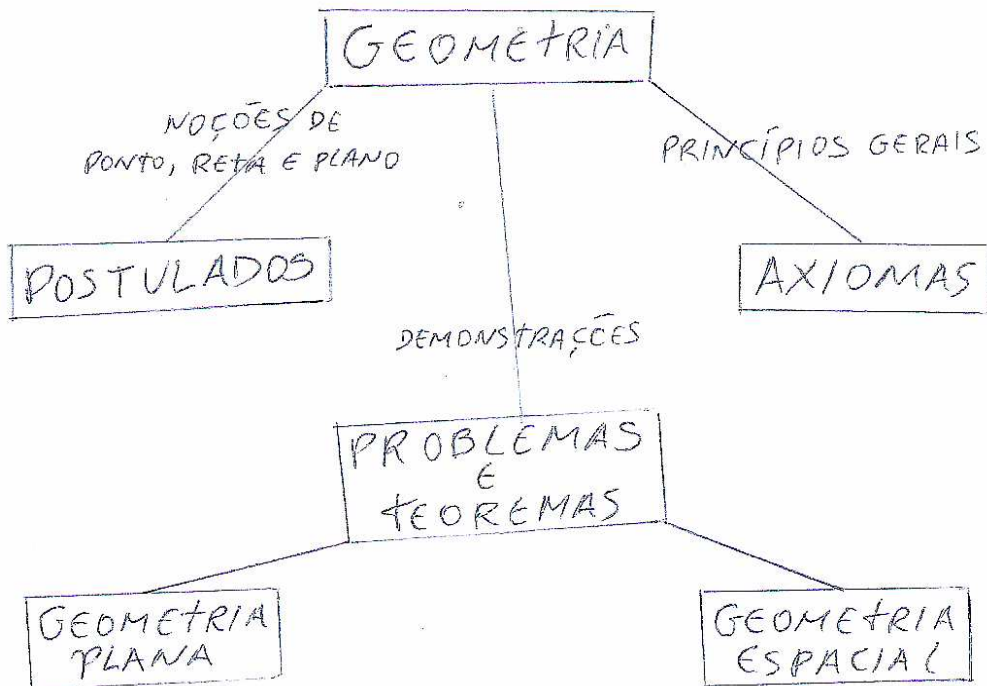 GEOMETRIA
NOÇÕES DE
PONTO, RETA E PLANO
PRINCÍPIOS GERAIS
POSTULADOS
AXIOMAS
DEMONSTRAÇÕES
PROBLEMAS
E
TEOREMAS
GEOMETRIA
PLANA
GEOMETRIA
ESPACIAL